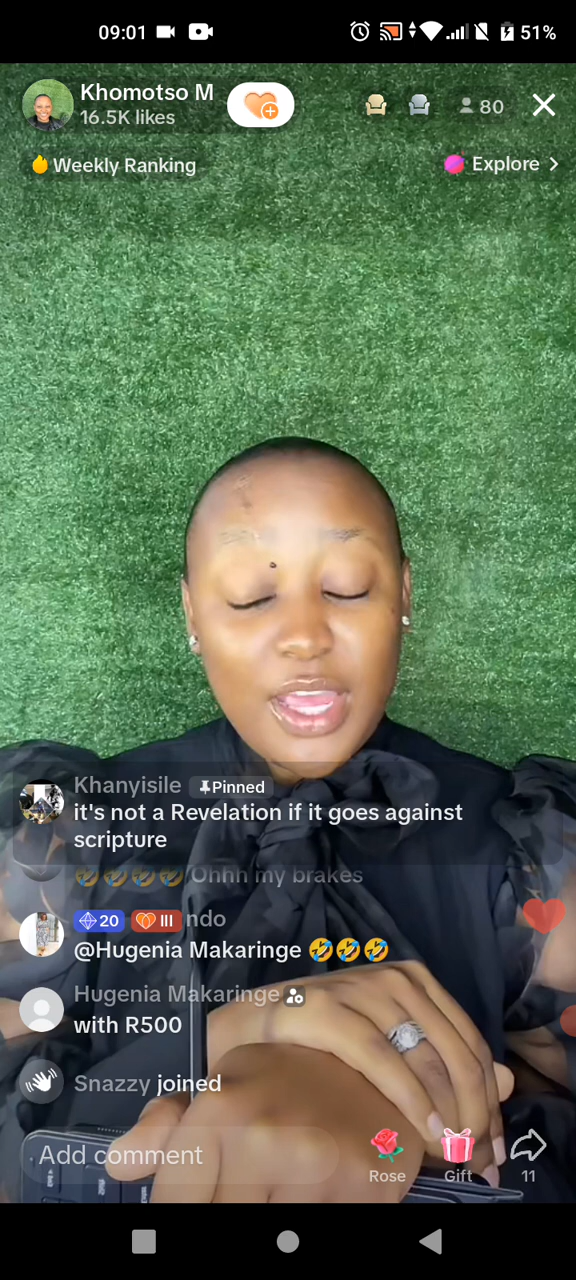 09:01
51%
Khomotso M
16.5K likes
80
Weekly Ranking
Explore
Khanyisile Pinned
it's not a Revelation if it goes against
scripture
🤣🤣🤣🤣 Ohhh my brakes
20 III ndo
@Hugenia Makaringe 🤣🤣🤣
Hugenia Makaringe
with R500
Snazzy joined
Add comment
Rose
Gift
11